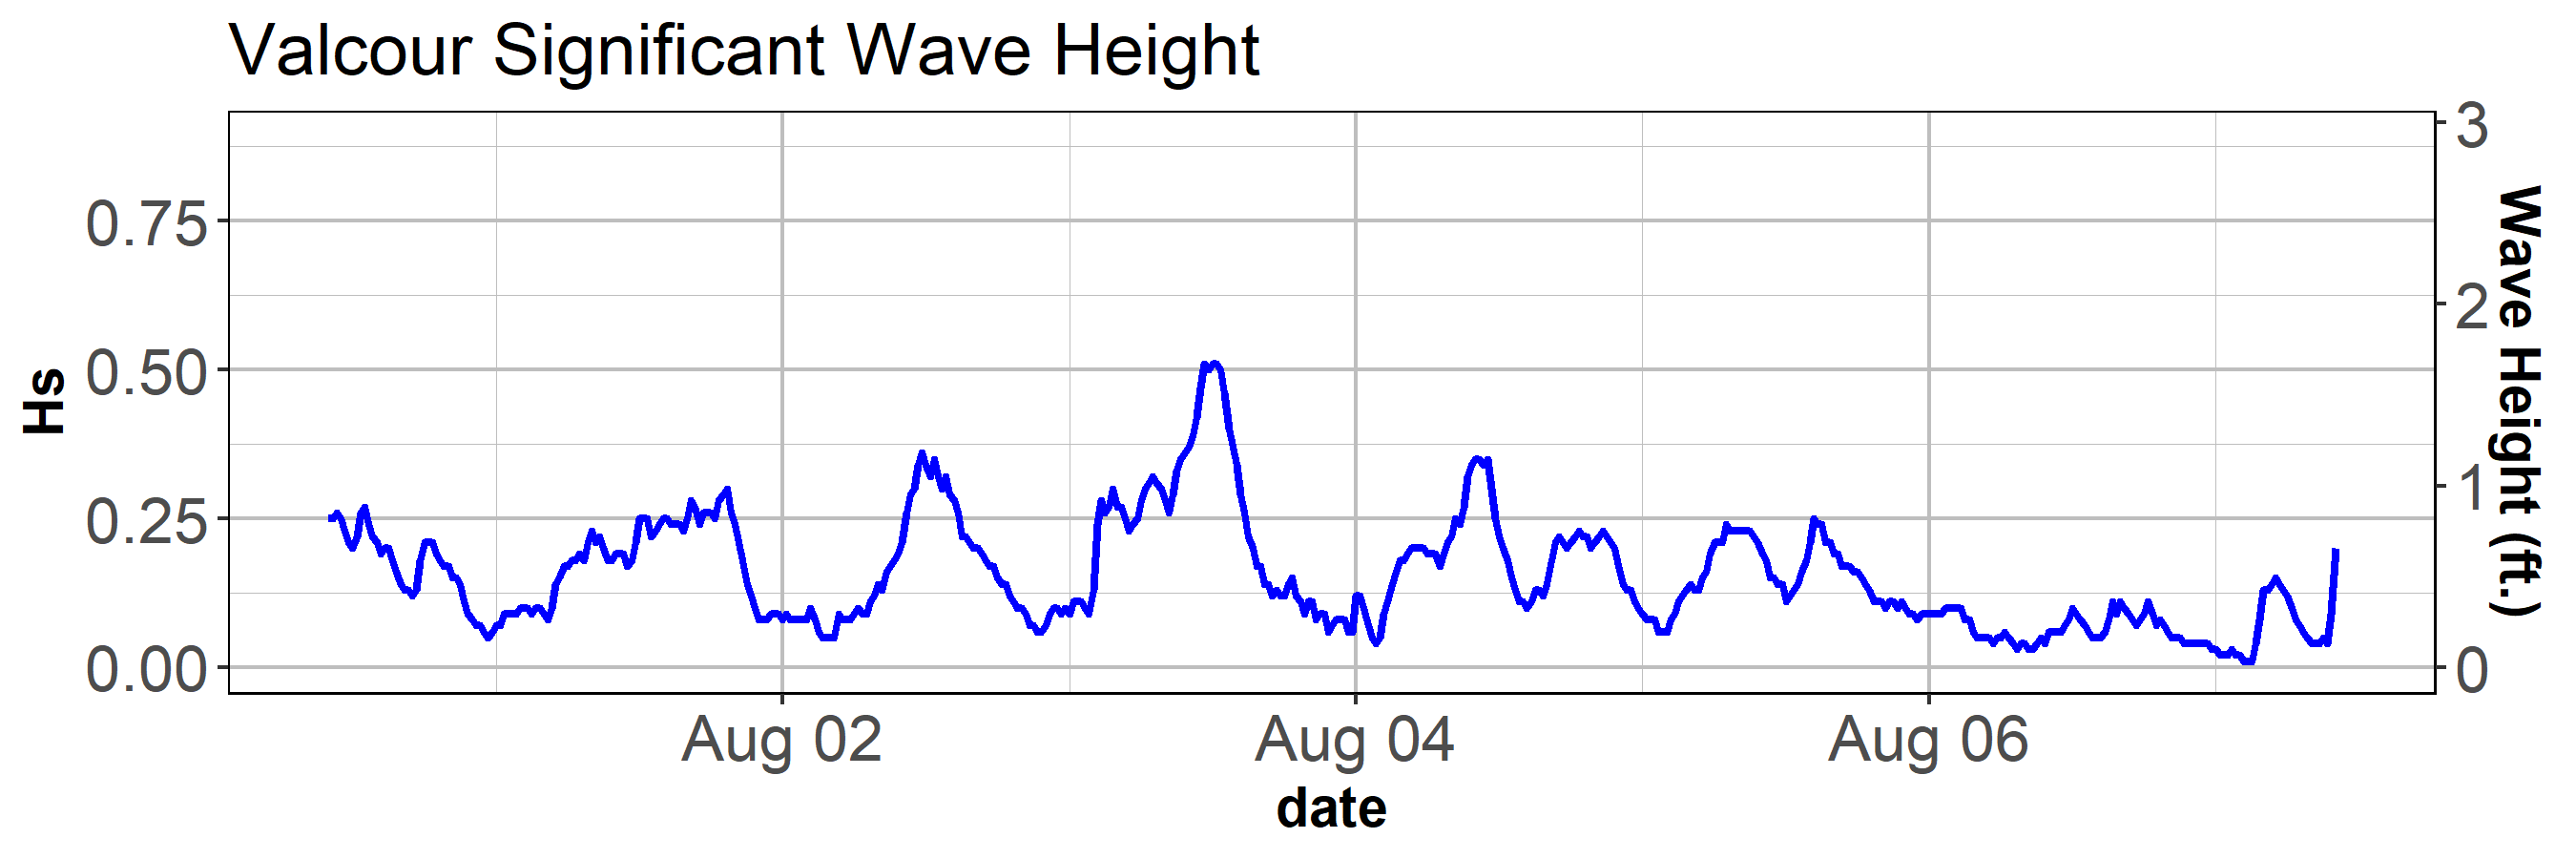 Valcour Significant Wave Height
Hs
0.75
0.50
0.25
0.00
3
2
1
0
Wave Height (ft.)
Aug 02
Aug 04
Aug 06
date